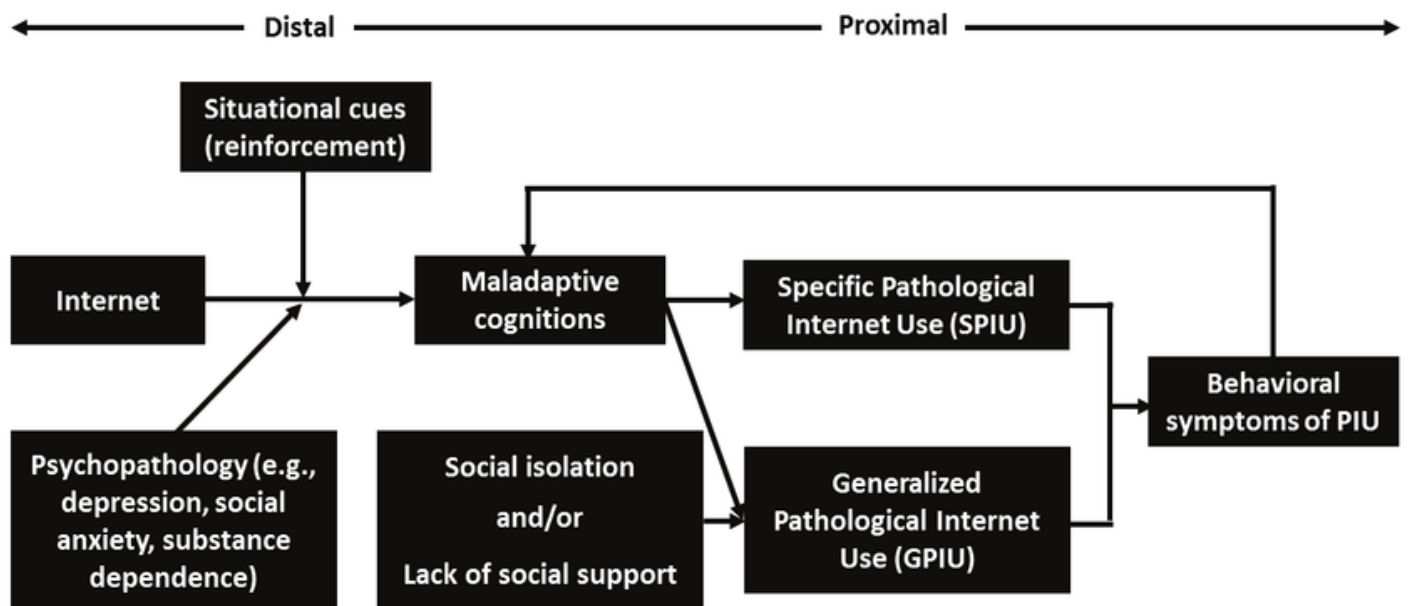 Distal
Proximal
Situational cues
(reinforcement)
Internet
Maladaptive
cognitions
Specific Pathological
Internet Use (SPIU)
Behavioral
symptoms of PIU
Psychopathology (e.g.,
depression, social
anxiety, substance
dependence)
Social isolation
and/or
Lack of social support
Generalized
Pathological Internet
Use (GPIU)